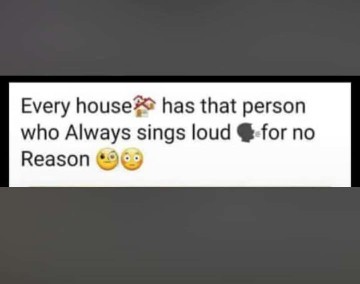 Every house🏘️ has that person
who Always sings loud 🗣️for no
Reason 🧐😳